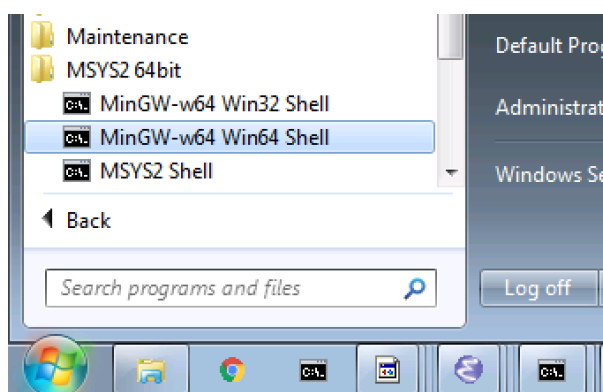 Maintenance
MSYS2 64bit
MinGW-w64 Win32 Shell
MinGW-w64 Win64 Shell
MSYS2 Shell
Back
Search programs and files
Default Prog
Administrat
Windows Se
Log off